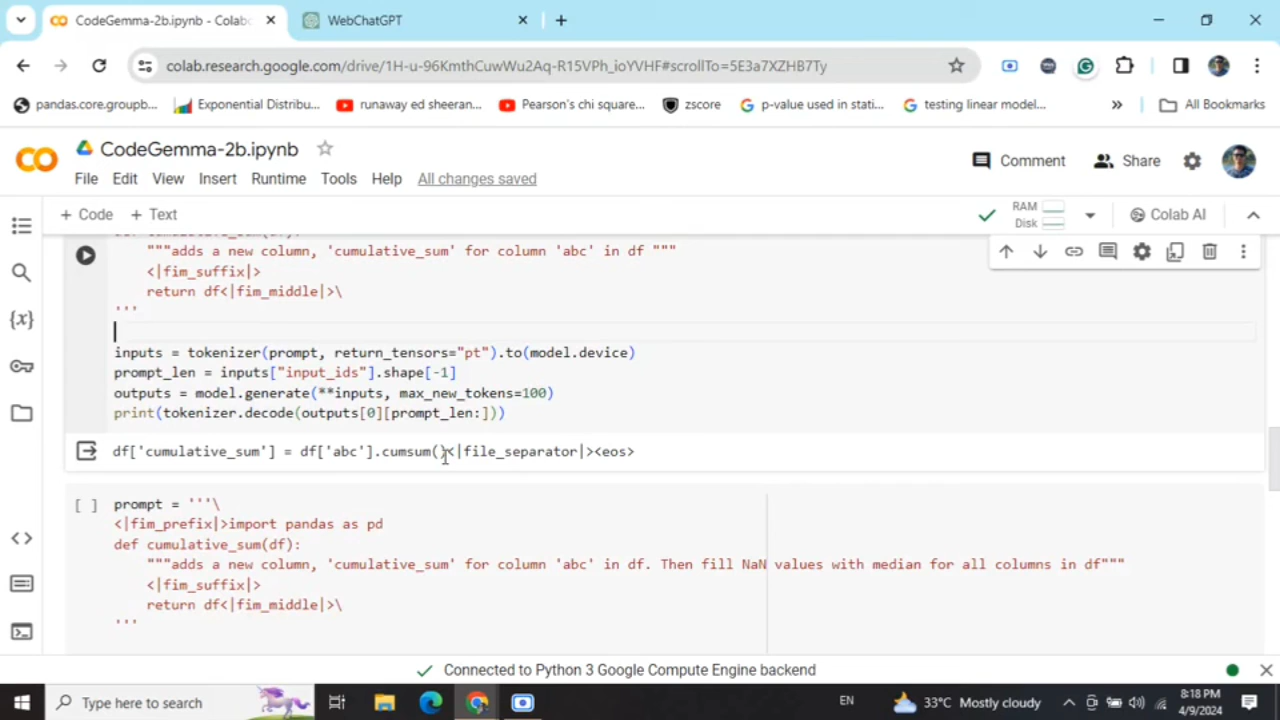 CodeGemma-2b.ipynb - Colab
WebChatGPT
colab.research.google.com/drive/1H-u-96KmthCuwWu2Aq-R15VPh_ioYVHF#scrollTo=5E3a7XZHB7Ty
pandas.core.groupb...
Exponential Distribu...
runaway ed sheeran...
Pearson's chi square...
zscore
p-value used in stati...
testing linear model...
»
All Bookmarks
CodeGemma-2b.ipynb
Comment
Share
File Edit View Insert Runtime Tools Help All changes saved
+ Code + Text
RAM
Disk
Colab AI
"""adds a new column, 'cumulative_sum' for column 'abc' in df """
<|fim_suffix|>
return df<|fim_middle|>\
'''
inputs = tokenizer(prompt, return_tensors="pt").to(model.device)
prompt_len = inputs["input_ids"].shape[-1]
outputs = model.generate(**inputs, max_new_tokens=100)
print(tokenizer.decode(outputs[0][prompt_len:]))
df['cumulative_sum'] = df['abc'].cumsum()<|file_separator|><eos>
[ ] prompt = '''\
<|fim_prefix|>import pandas as pd
def cumulative_sum(df):
"""adds a new column, 'cumulative_sum' for column 'abc' in df. Then fill NaN values with median for all columns in df"""
<|fim_suffix|>
return df<|fim_middle|>\
'''
Connected to Python 3 Google Compute Engine backend
Type here to search
EN
33°C Mostly cloudy
8:18 PM
4/9/2024